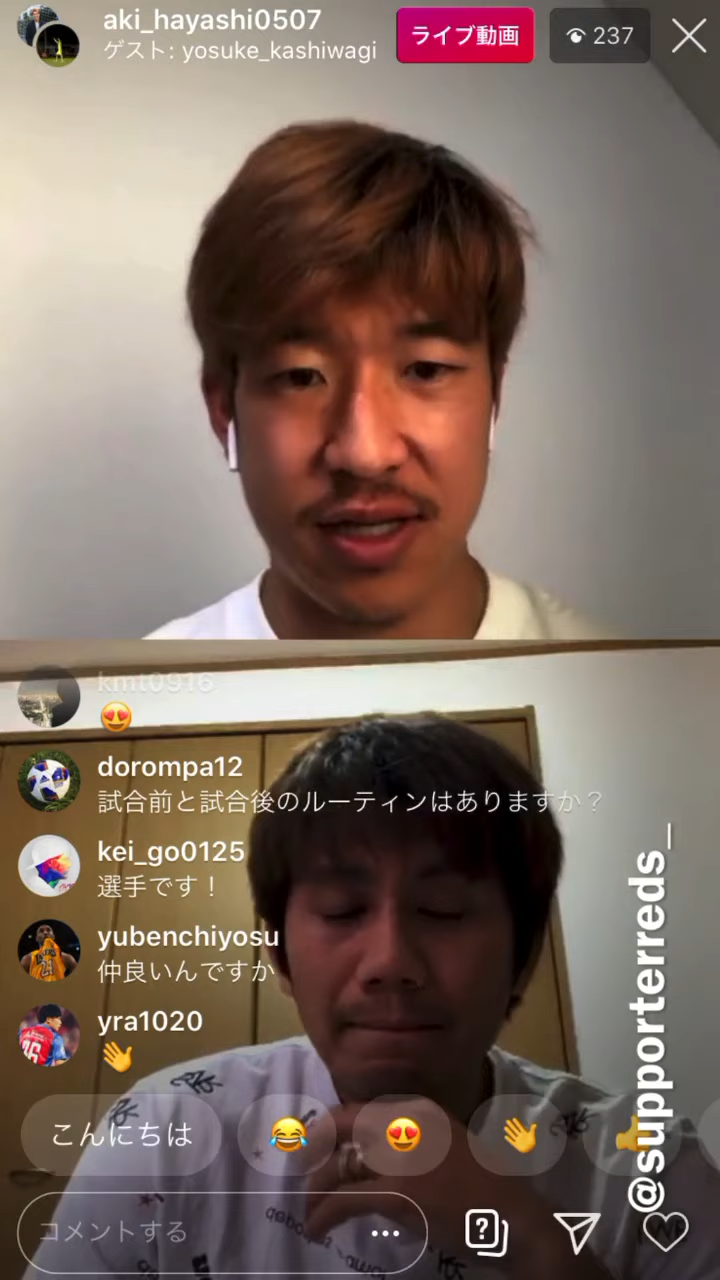 aki_hayashi0507
ゲスト: yosuke_kashiwagi
ライブ動画
237
kmt0916
😍
dorompa12
試合前と試合後のルーティンはありますか？
kei_go0125
選手です！
yubenchiyosu
仲良いんですか
yra1020
👋
こんにちは
😂 😍 👋
コメントする
@supporterreds_